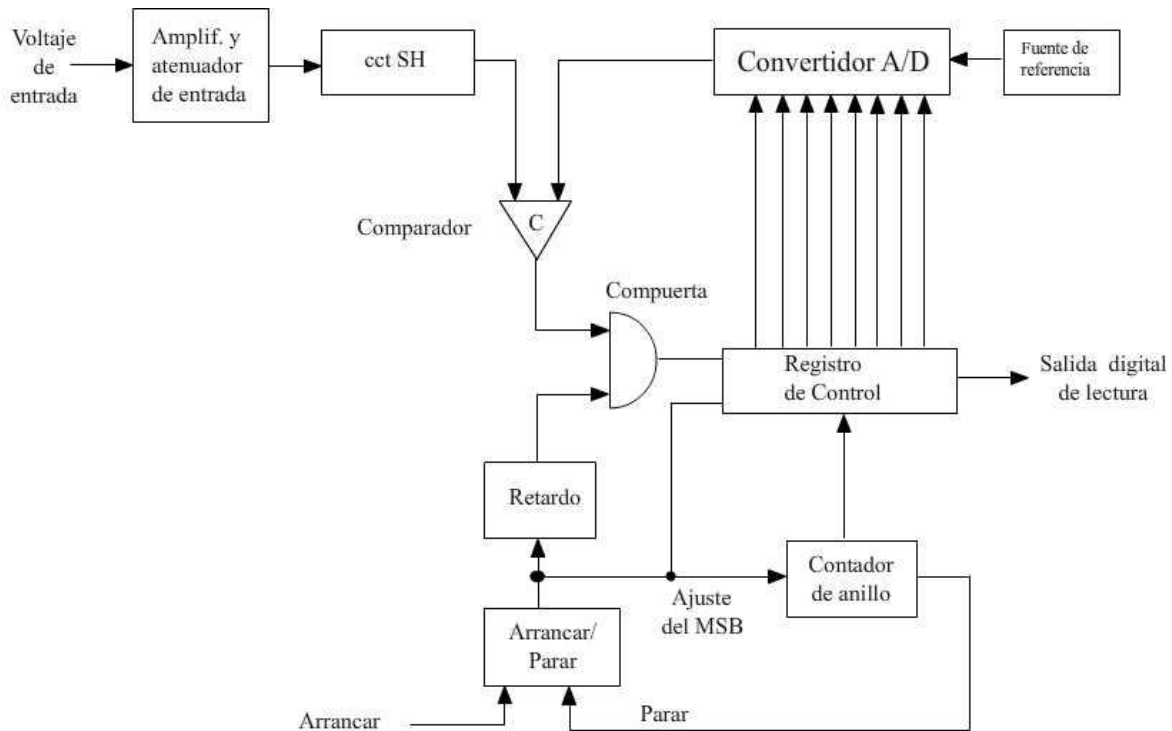 Voltaje
de
entrada
Amplif. y
atenuador
de entrada
cct SH
Convertidor A/D
Fuente de
referencia
Comparador
C
Compuerta
Registro
de Control
Salida digital
de lectura
Retardo
Contador
de anillo
Ajuste
del MSB
Arrancar/
Parar
Arrancar
Parar